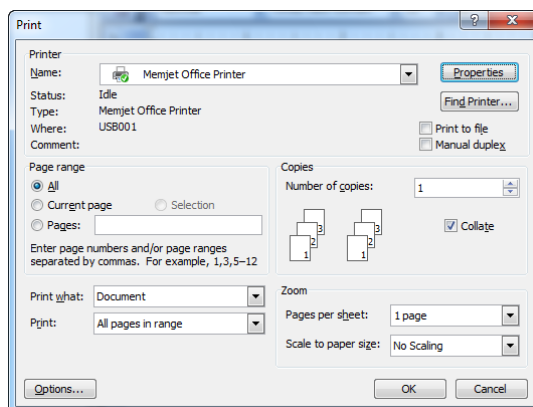 Print
?
X
Printer
Name: Memjet Office Printer
Properties
Status: Idle
Find Printer...
Type: Memjet Office Printer
Where: USB001
Print to file
Comment:
Manual duplex
Page range
All
Current page Selection
Pages:
Enter page numbers and/or page ranges
separated by commas. For example, 1,3,5–12
Copies
Number of copies: 1
3 3
2 2
1 1
Collate
Print what: Document
Print: All pages in range
Zoom
Pages per sheet: 1 page
Scale to paper size: No Scaling
Options...
OK Cancel